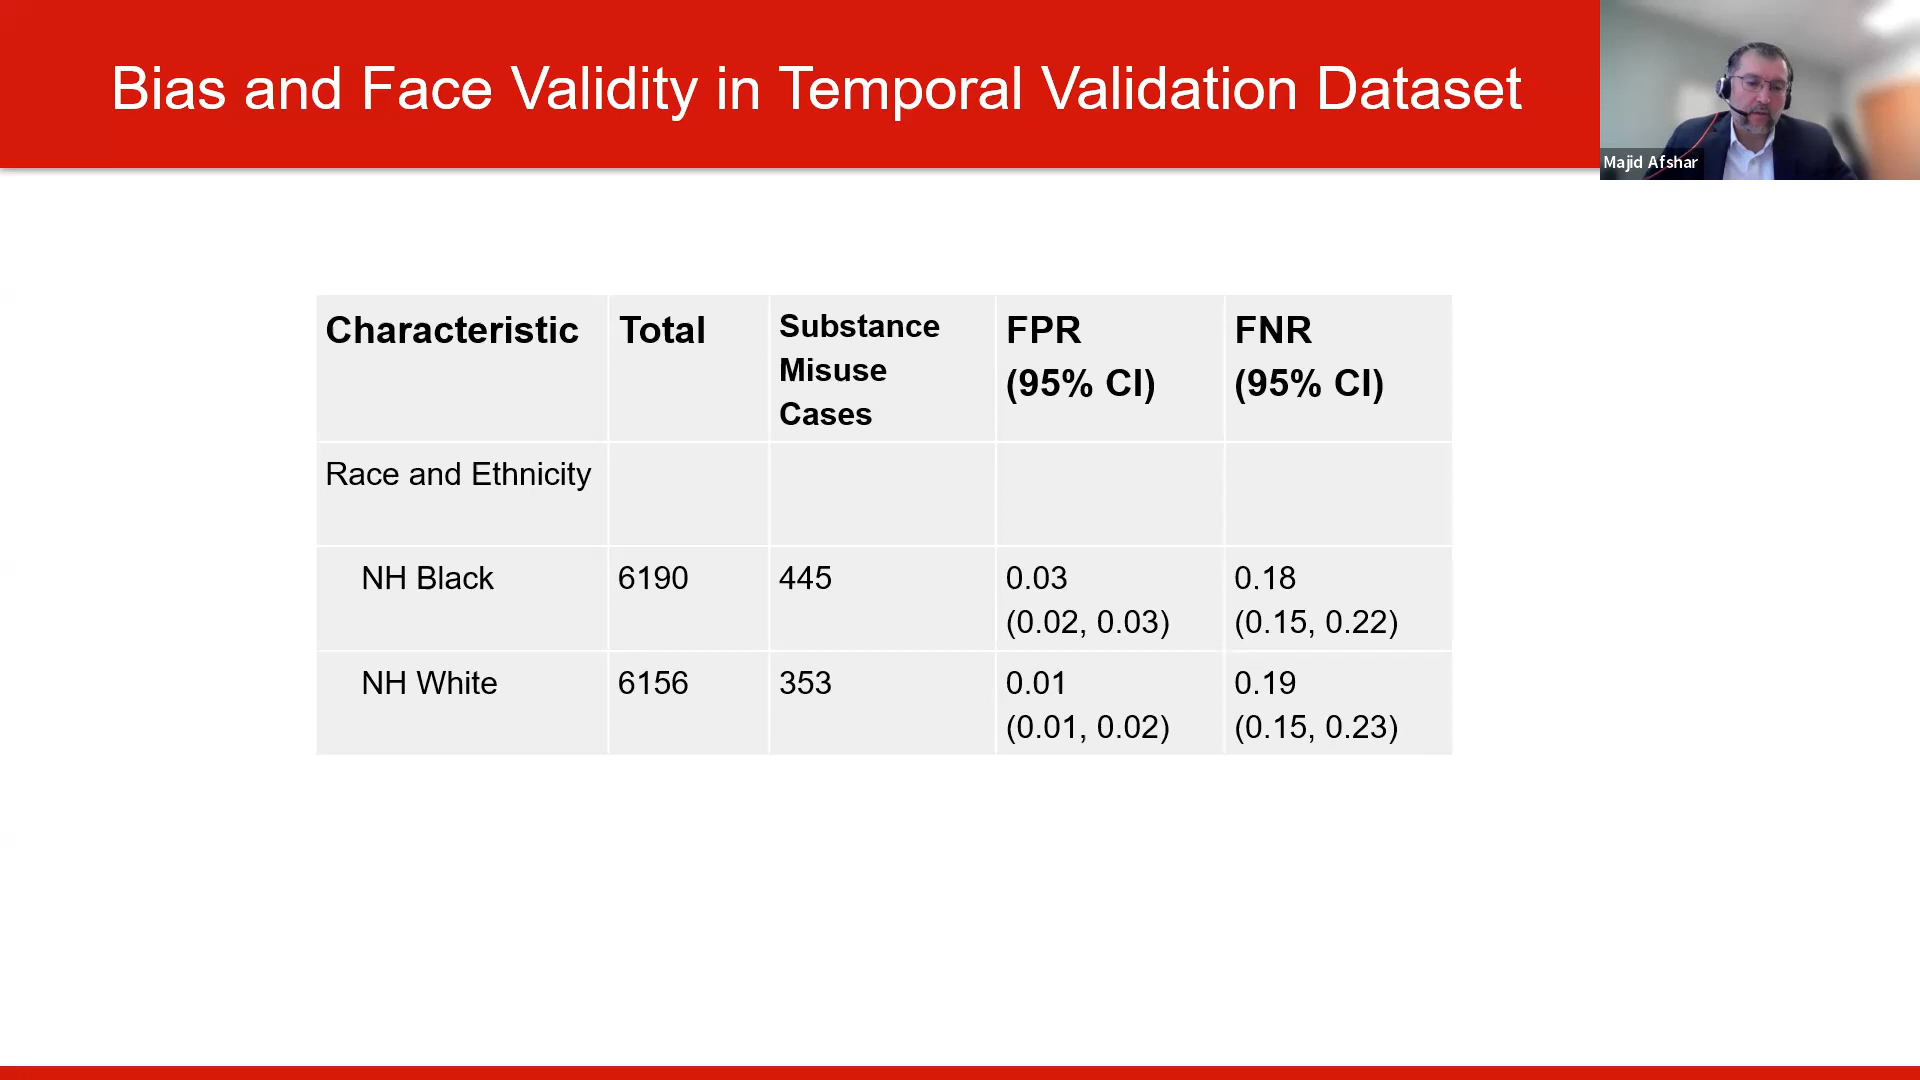 Bias and Face Validity in Temporal Validation Dataset
Majid Afshar
Characteristic Total Substance Misuse Cases FPR (95% CI) FNR (95% CI)
Race and Ethnicity
NH Black 6190 445 0.03 (0.02, 0.03) 0.18 (0.15, 0.22)
NH White 6156 353 0.01 (0.01, 0.02) 0.19 (0.15, 0.23)